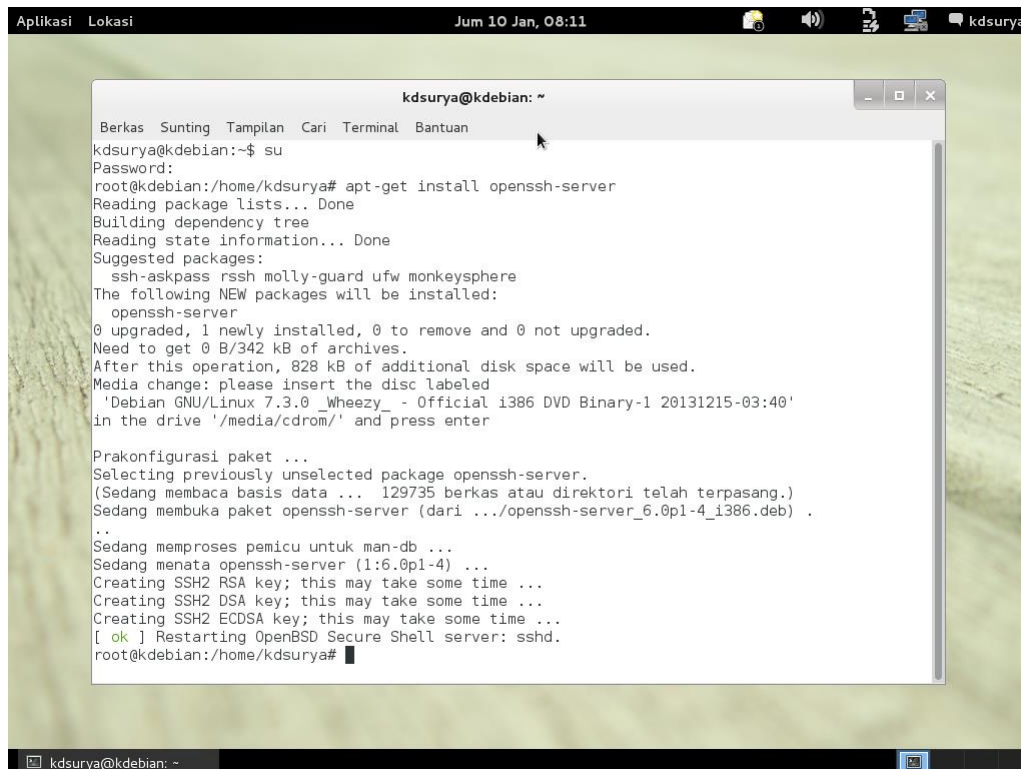 Aplikasi Lokasi Jum 10 Jan, 08:11 kdsurya
kdsurya@kdebian: ~
Berkas Sunting Tampilan Cari Terminal Bantuan
kdsurya@kdebian:~$ su
Password:
root@kdebian:/home/kdsurya# apt-get install openssh-server
Reading package lists... Done
Building dependency tree
Reading state information... Done
Suggested packages:
  ssh-askpass rssh molly-guard ufw monkeysphere
The following NEW packages will be installed:
  openssh-server
0 upgraded, 1 newly installed, 0 to remove and 0 not upgraded.
Need to get 0 B/342 kB of archives.
After this operation, 828 kB of additional disk space will be used.
Media change: please insert the disc labeled
 'Debian GNU/Linux 7.3.0 _Wheezy_ - Official i386 DVD Binary-1 20131215-03:40'
in the drive '/media/cdrom/' and press enter
Prakonfigurasi paket ...
Selecting previously unselected package openssh-server.
(Sedang membaca basis data ...  129735 berkas atau direktori telah terpasang.)
Sedang membuka paket openssh-server (dari .../openssh-server_6.0p1-4_i386.deb) .
..
Sedang memproses pemicu untuk man-db ...
Sedang menata openssh-server (1:6.0p1-4) ...
Creating SSH2 RSA key; this may take some time ...
Creating SSH2 DSA key; this may take some time ...
Creating SSH2 ECDSA key; this may take some time ...
[ ok ] Restarting OpenBSD Secure Shell server: sshd.
root@kdebian:/home/kdsurya#
kdsurya@kdebian: ~